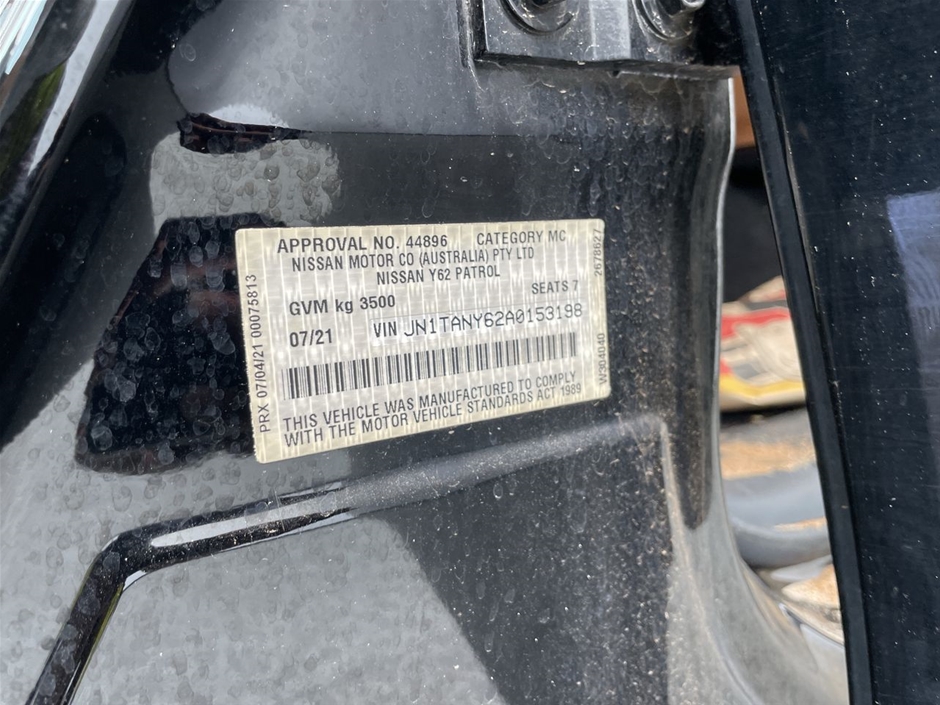 APPROVAL NO. 44896 CATEGORY MC
NISSAN MOTOR CO (AUSTRALIA) PTY LTD
NISSAN Y62 PATROL
GVM kg 3500 SEATS 7
07/21 VIN JN1TANY62A0153198
THIS VEHICLE WAS MANUFACTURED TO COMPLY
WITH THE MOTOR VEHICLE STANDARDS ACT 1989
PRX 07/04/21 00075813
W304040 2678627